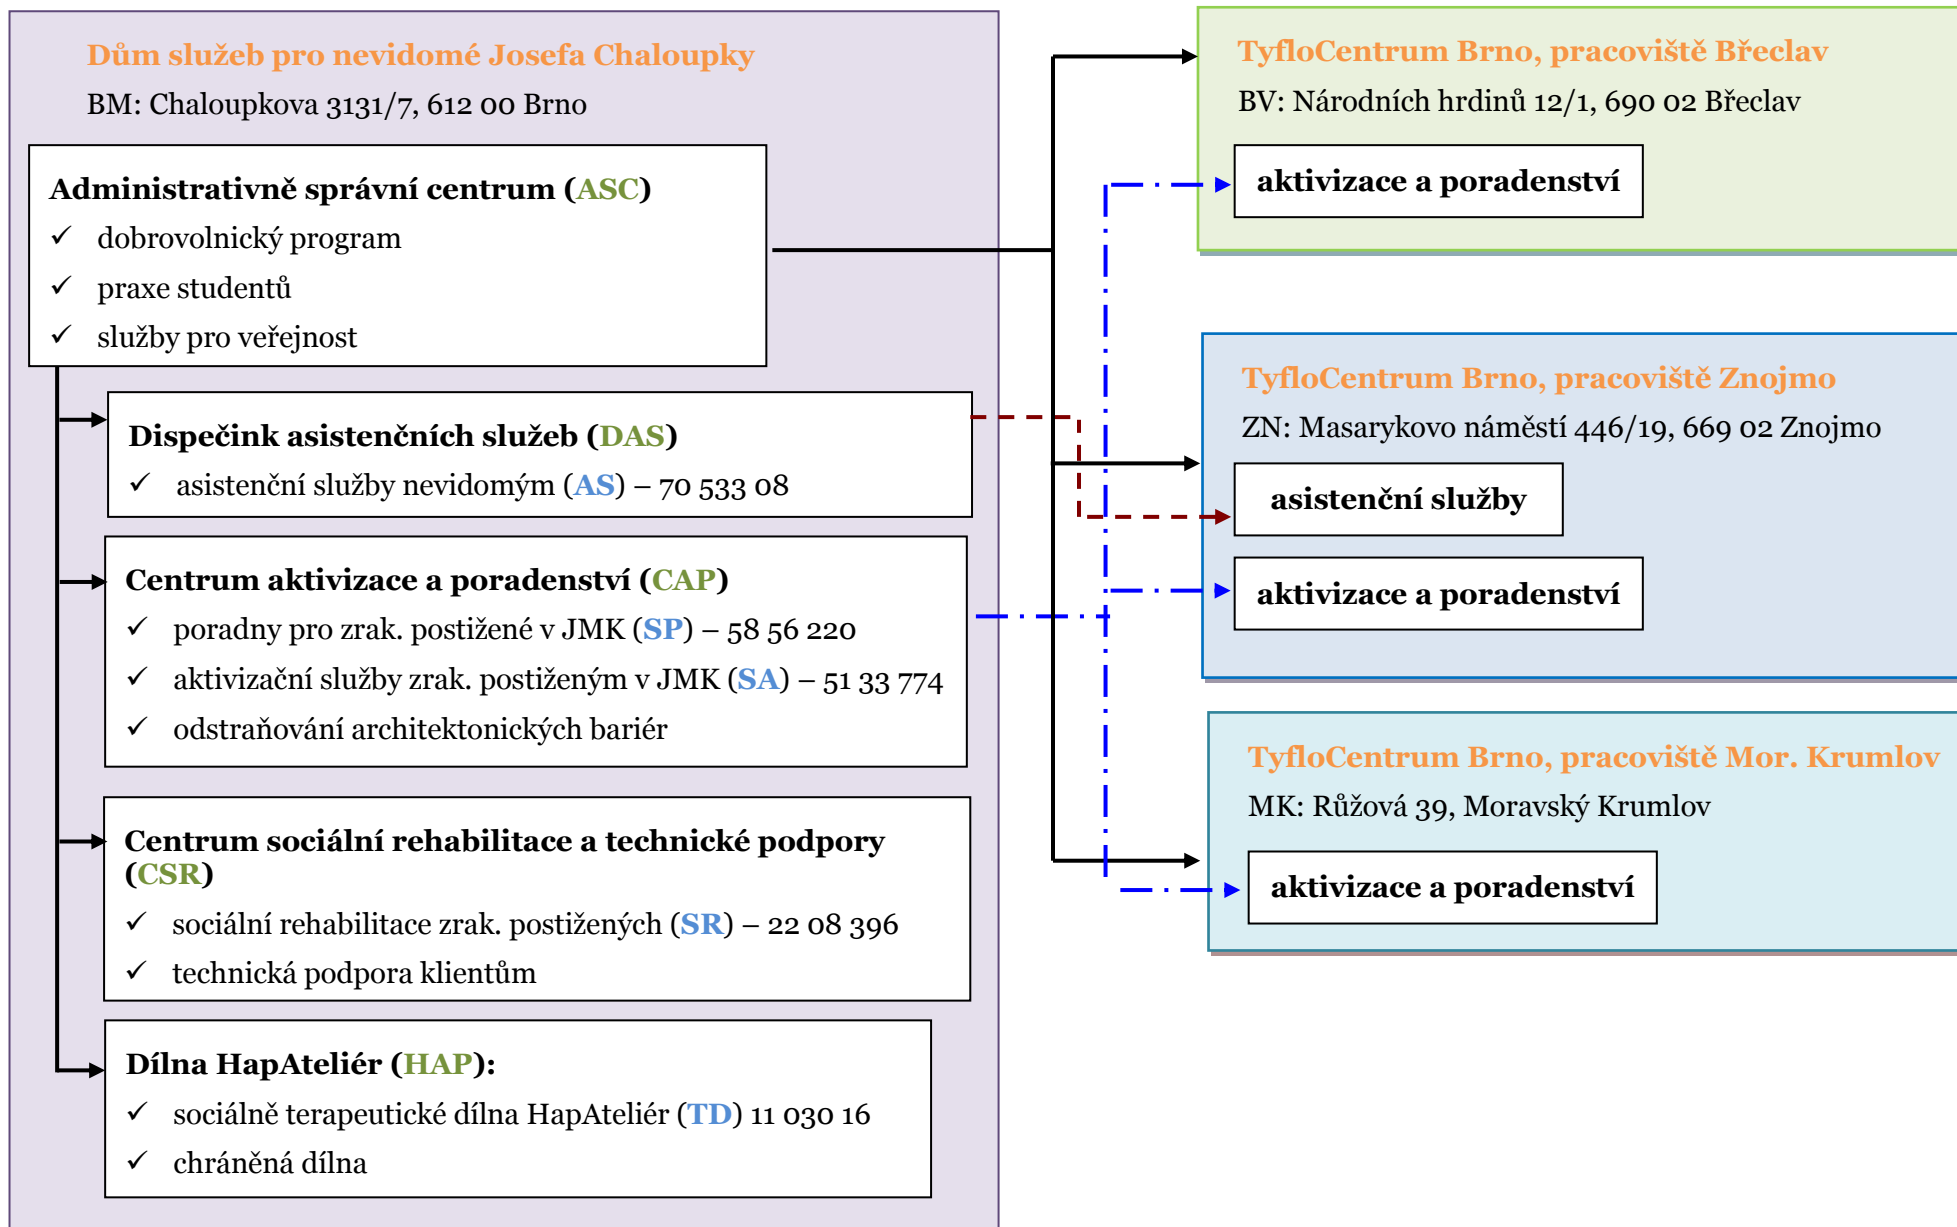 Dům služeb pro nevidomé Josefa Chaloupky
BM: Chaloupkova 3131/7, 612 00 Brno
Administrativně správní centrum (ASC)
✓ dobrovolnický program
✓ praxe studentů
✓ služby pro veřejnost
Dispečink asistenčních služeb (DAS)
✓ asistenční služby nevidomým (AS) – 70 533 08
Centrum aktivizace a poradenství (CAP)
✓ poradny pro zrak. postižené v JMK (SP) – 58 56 220
✓ aktivizační služby zrak. postiženým v JMK (SA) – 51 33 774
✓ odstraňování architektonických bariér
Centrum sociální rehabilitace a technické podpory
(CSR)
✓ sociální rehabilitace zrak. postižených (SR) – 22 08 396
✓ technická podpora klientům
Dílna HapAteliér (HAP):
✓ sociálně terapeutické dílna HapAteliér (TD) 11 030 16
✓ chráněná dílna
TyfloCentrum Brno, pracoviště Břeclav
BV: Národních hrdinů 12/1, 690 02 Břeclav
aktivizace a poradenství
TyfloCentrum Brno, pracoviště Znojmo
ZN: Masarykovo náměstí 446/19, 669 02 Znojmo
asistenční služby
aktivizace a poradenství
TyfloCentrum Brno, pracoviště Mor. Krumlov
MK: Růžová 39, Moravský Krumlov
aktivizace a poradenství